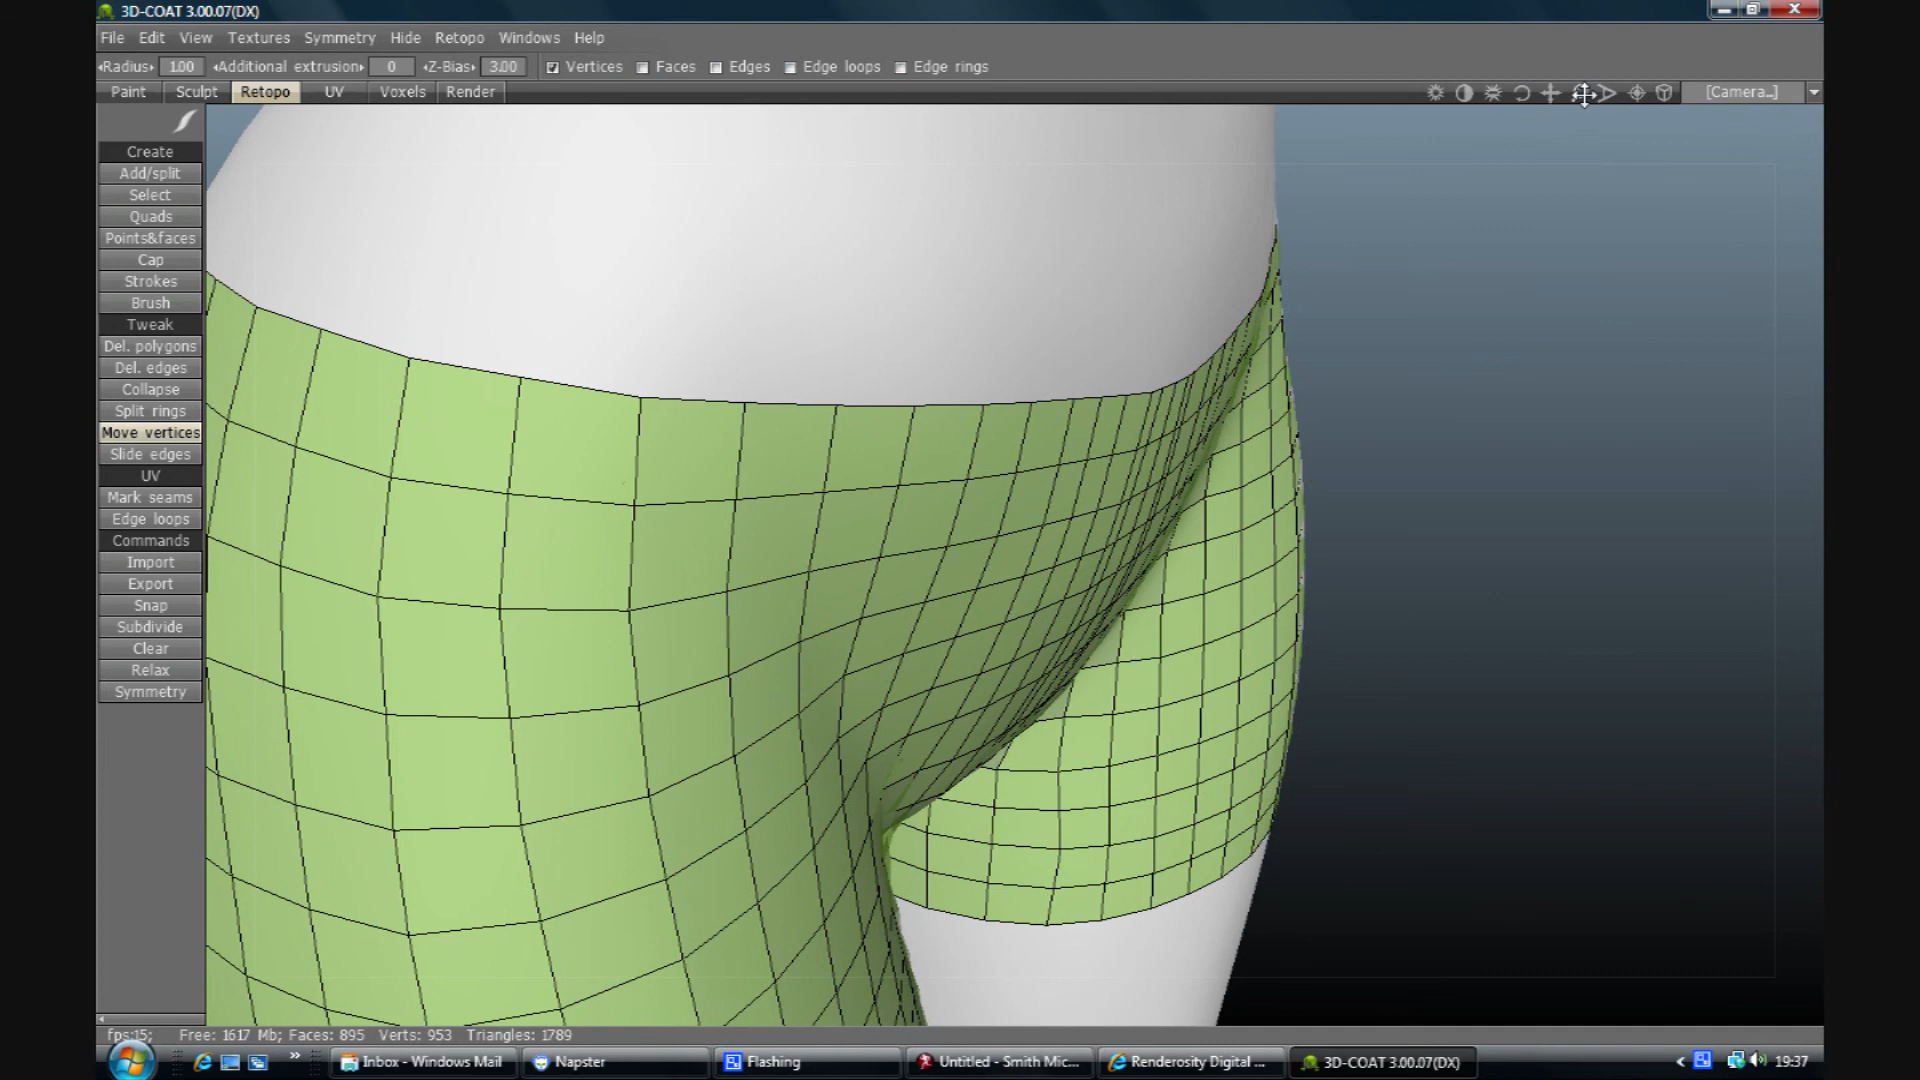 3D-COAT 3.00.07(DX)
File Edit View Textures Symmetry Hide Retopo Windows Help
Radius 1.00 Additional extrusion 0 Z-Bias 3.00 Vertices Faces Edges Edge loops Edge rings
Paint Sculpt Retopo UV Voxels Render [Camera..]
Create
Add/split
Select
Quads
Points&faces
Cap
Strokes
Brush
Tweak
Del. polygons
Del. edges
Collapse
Split rings
Move vertices
Slide edges
UV
Mark seams
Edge loops
Commands
Import
Export
Snap
Subdivide
Clear
Relax
Symmetry
fps:15; Free: 1617 Mb; Faces: 895 Verts: 953 Triangles: 1789
Inbox - Windows Mail Napster Flashing Untitled - Smith Mic... Renderosity Digital ... 3D-COAT 3.00.07(DX) 19:37